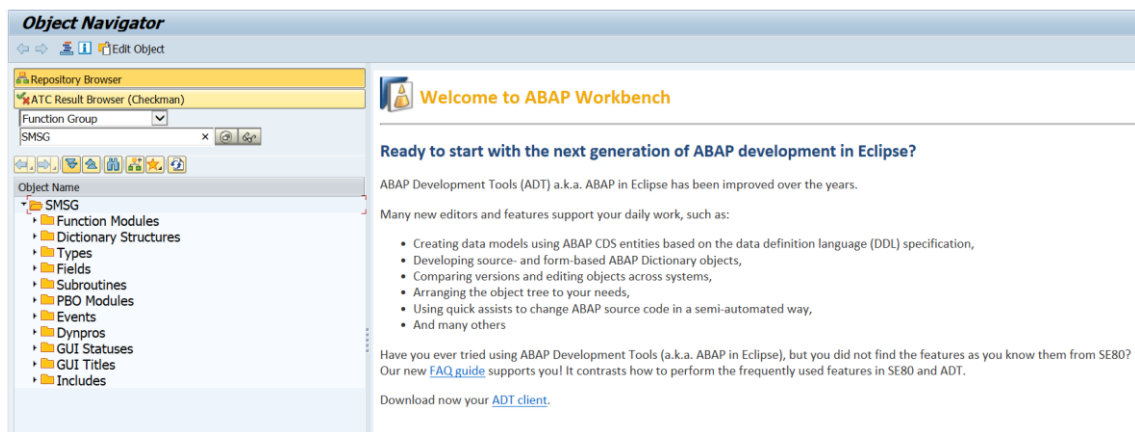 Object Navigator
Edit Object
Repository Browser
ATC Result Browser (Checkman)
Function Group
SMSG
Object Name
SMSG
Function Modules
Dictionary Structures
Types
Fields
Subroutines
PBO Modules
Events
Dynpros
GUI Statuses
GUI Titles
Includes
Welcome to ABAP Workbench
Ready to start with the next generation of ABAP development in Eclipse?
ABAP Development Tools (ADT) a.k.a. ABAP in Eclipse has been improved over the years.
Many new editors and features support your daily work, such as:
• Creating data models using ABAP CDS entities based on the data definition language (DDL) specification,
• Developing source- and form-based ABAP Dictionary objects,
• Comparing versions and editing objects across systems,
• Arranging the object tree to your needs,
• Using quick assists to change ABAP source code in a semi-automated way,
• And many others
Have you ever tried using ABAP Development Tools (a.k.a. ABAP in Eclipse), but you did not find the features as you know them from SE80?
Our new FAQ guide supports you! It contrasts how to perform the frequently used features in SE80 and ADT.
Download now your ADT client.